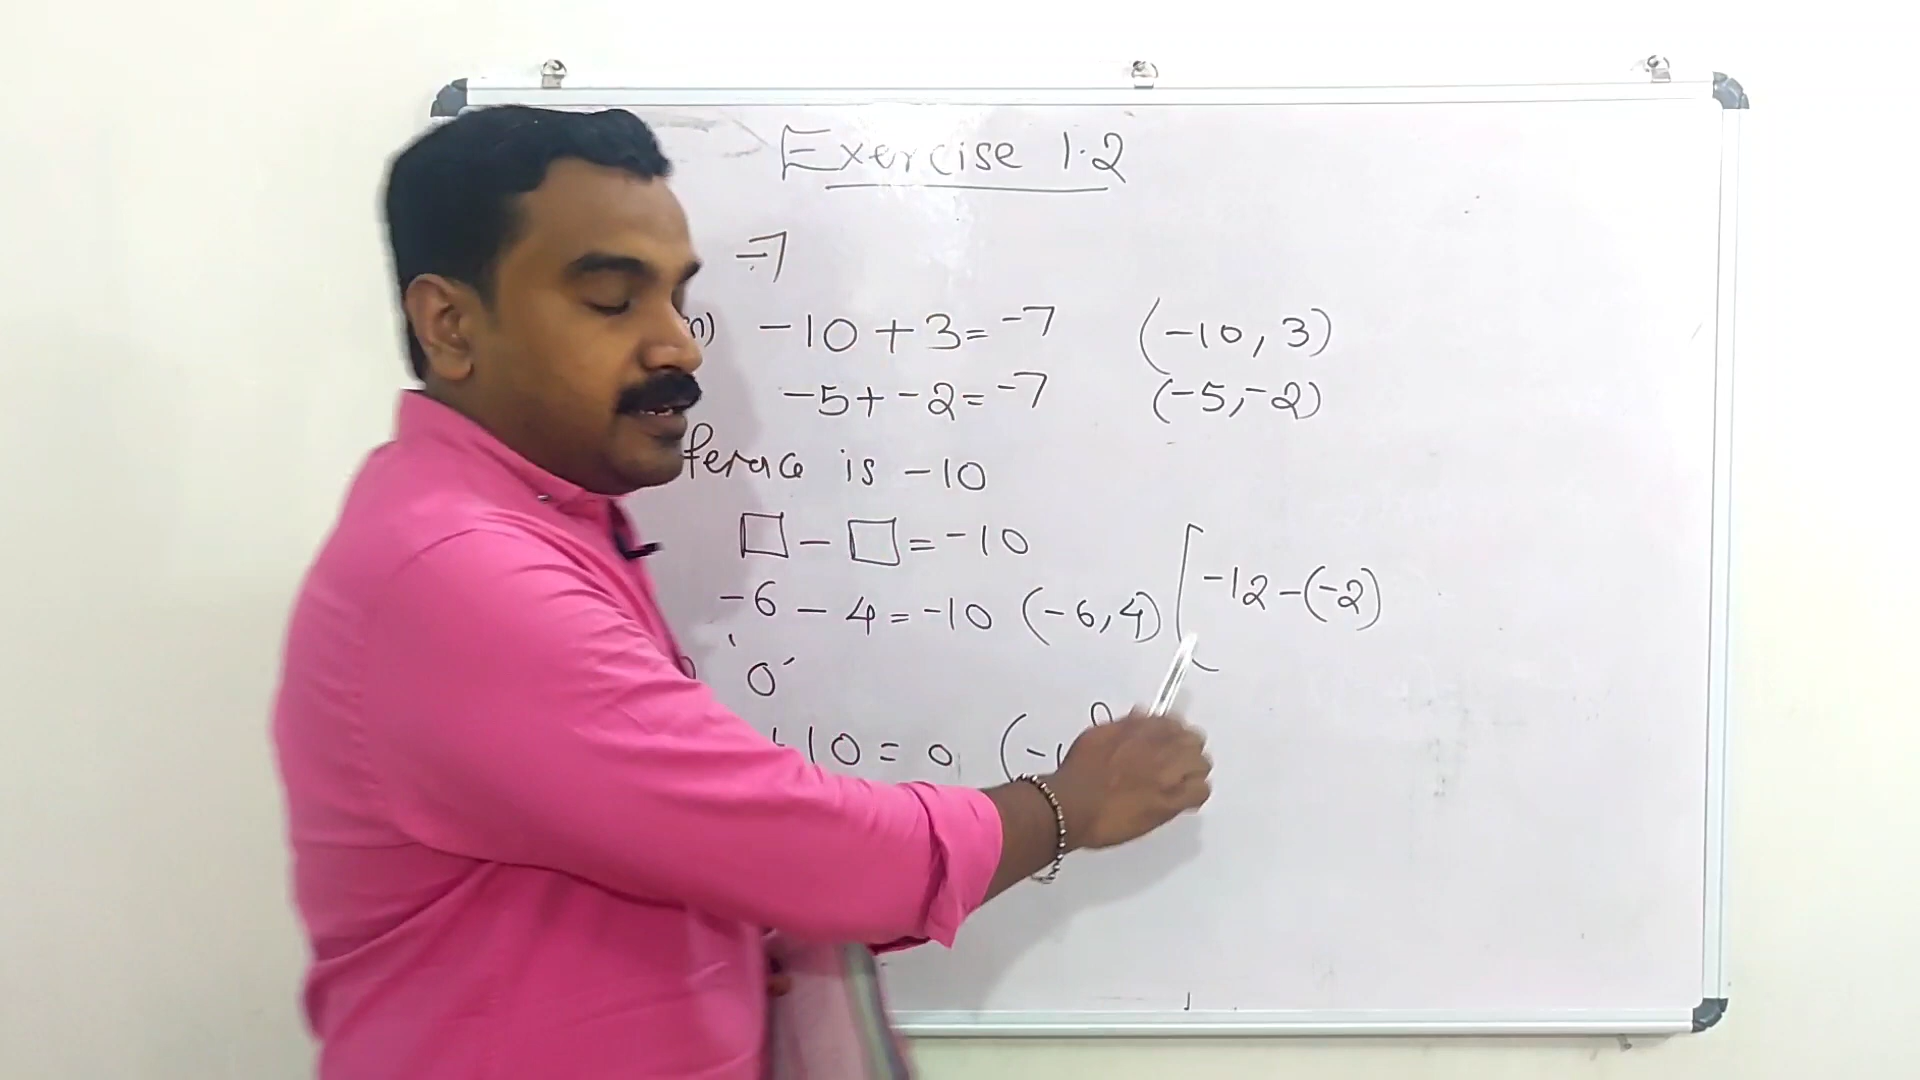 Exercise 1.2
-7
-10 + 3 = -7 (-10, 3)
-5 + -2 = -7 (-5, -2)
is -10
□ - □ = -10
-6 - 4 = -10 (-6, 4) [ -12 - (-2)
'0'
+ 10 = 0 (-1